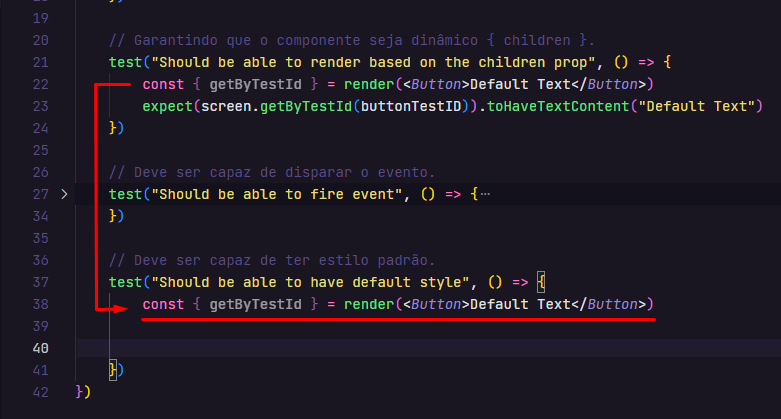 19
20 // Garantindo que o componente seja dinâmico { children }.
21 test("Should be able to render based on the children prop", () => {
22 const { getByTestId } = render(<Button>Default Text</Button>)
23 expect(screen.getByTestId(buttonTestID)).toHaveTextContent("Default Text")
24 })
25
26 // Deve ser capaz de disparar o evento.
27 test("Should be able to fire event", () => {…
34 })
35
36 // Deve ser capaz de ter estilo padrão.
37 test("Should be able to have default style", () => {
38 const { getByTestId } = render(<Button>Default Text</Button>)
39
40
41 })
42 })